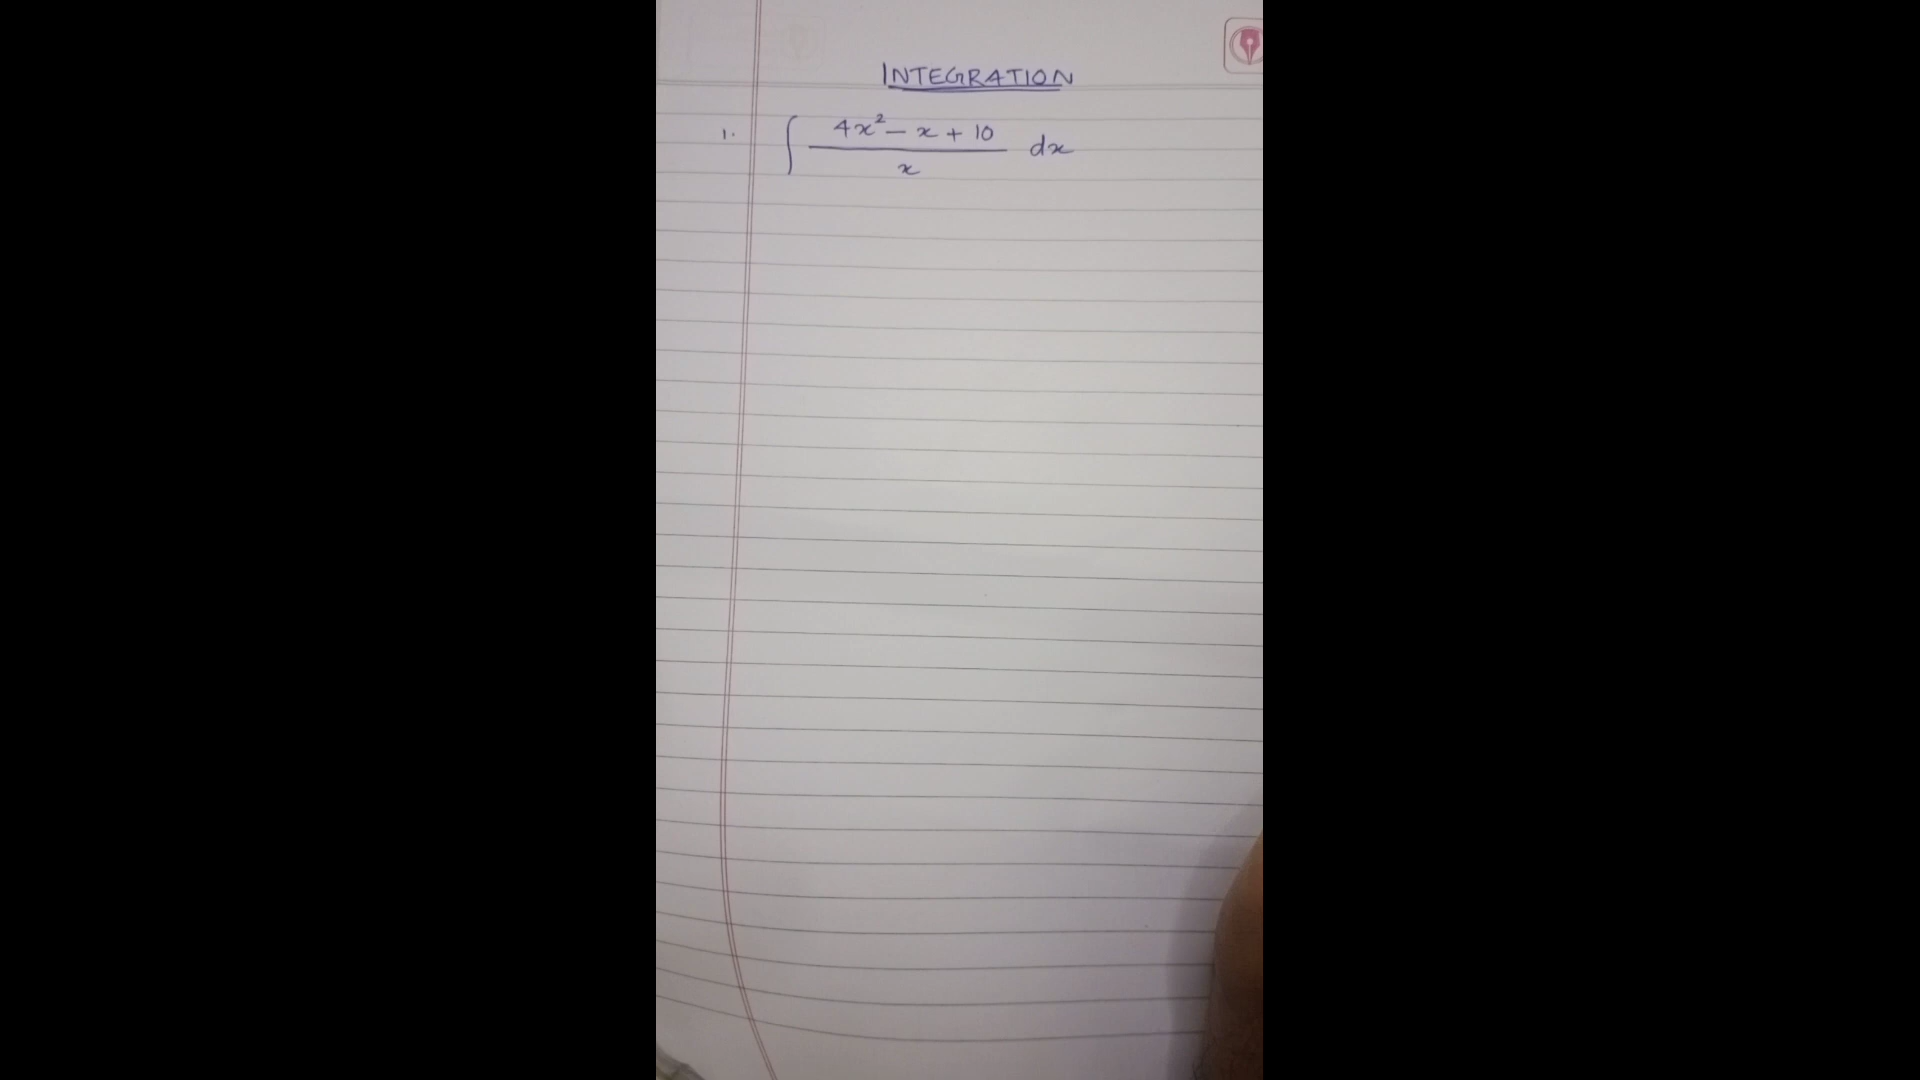 INTEGRATION
1. ∫ 4x² - x + 10 / x dx